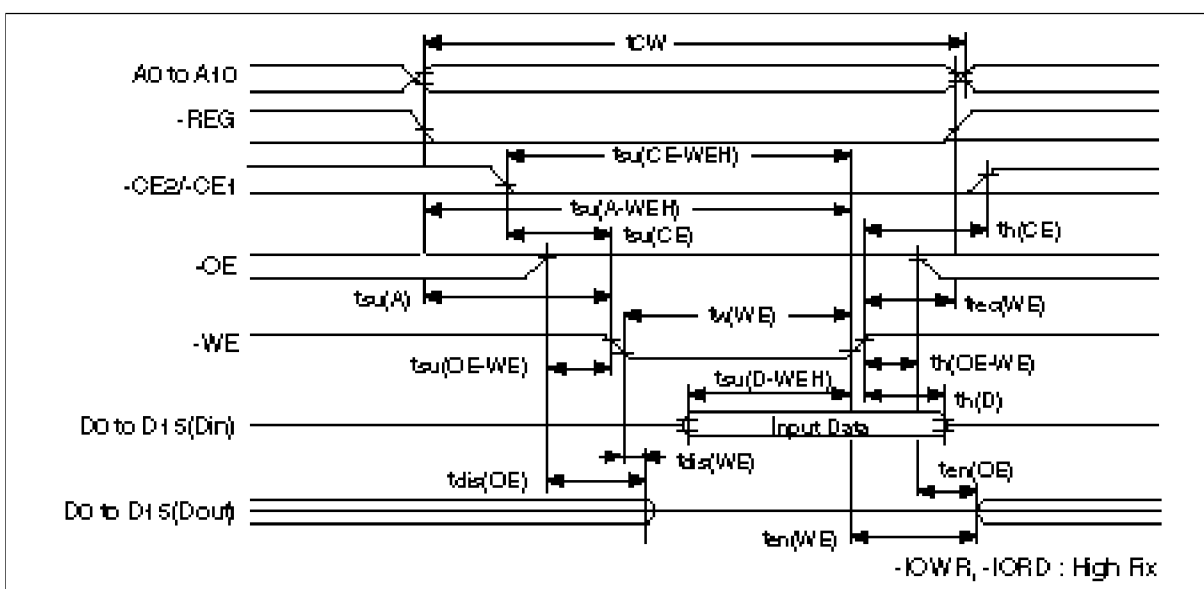 tCW
A0 to A10
-REG
tsu(CE-WEH)
-CE2/-CE1
tsu(A-WEH)
tsu(CE)
th(CE)
-OE
tsu(A)
trec(WE)
tw(WE)
-WE
tsu(OE-WE)
th(OE-WE)
tsu(D-WEH)
th(D)
D0 to D15(Din)
Input Data
tdis(WE)
tdis(OE)
ten(OE)
D0 to D15(Dout)
ten(WE)
-IOWR, -IORD : High Fix